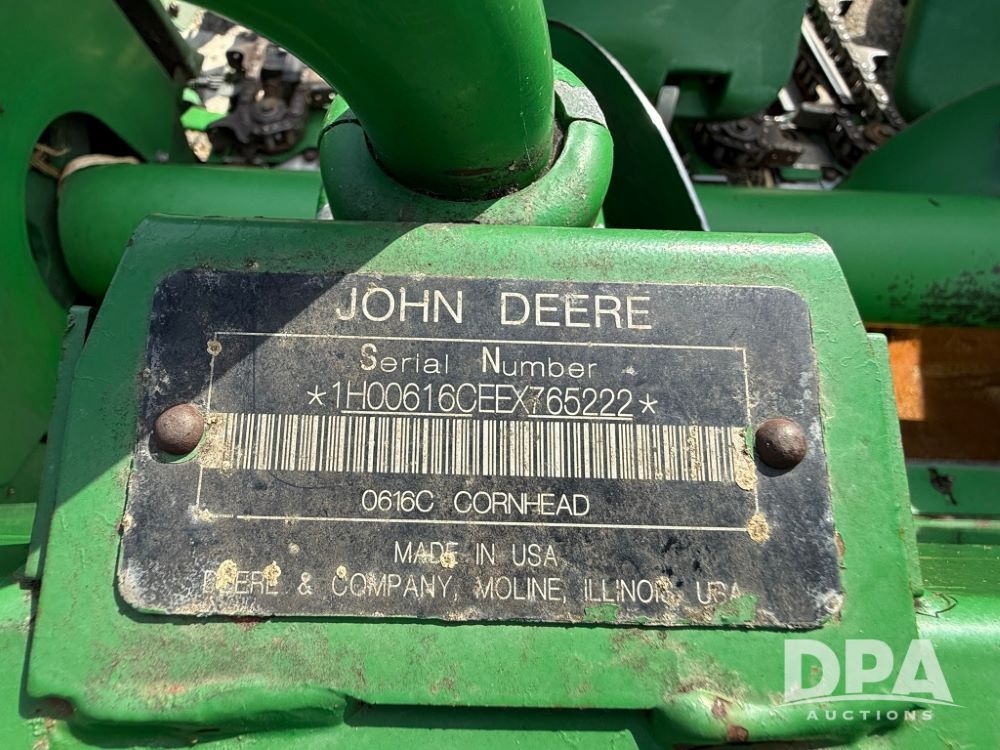 JOHN DEERE
Serial Number
*1H00616CEEX765222*
0616C CORNHEAD
MADE IN USA
DEERE & COMPANY, MOLINE, ILLINOIS, USA
DPA
AUCTIONS